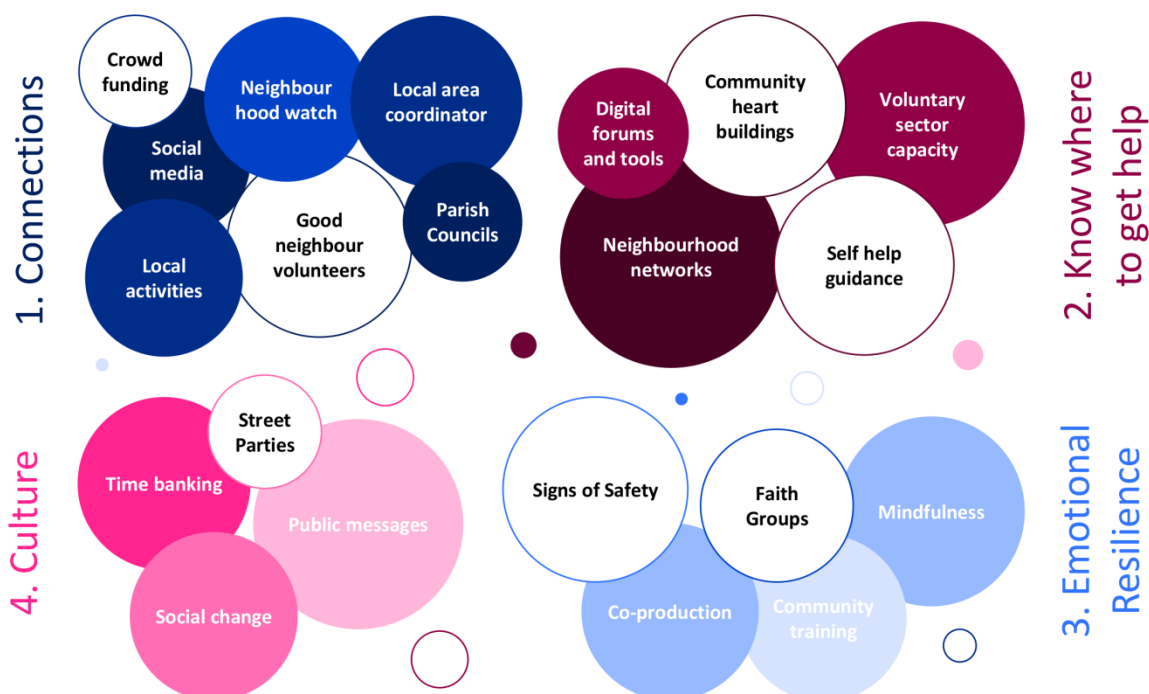 1. Connections
Crowd
funding
Neighbour
hood watch
Local area
coordinator
Social
media
Good
neighbour
volunteers
Parish
Councils
Local
activities
2. Know where
to get help
Digital
forums
and tools
Community
heart
buildings
Voluntary
sector
capacity
Neighbourhood
networks
Self help
guidance
4. Culture
Street
Parties
Time banking
Public messages
Social change
3. Emotional
Resilience
Signs of Safety
Faith
Groups
Mindfulness
Co-production
Community
training